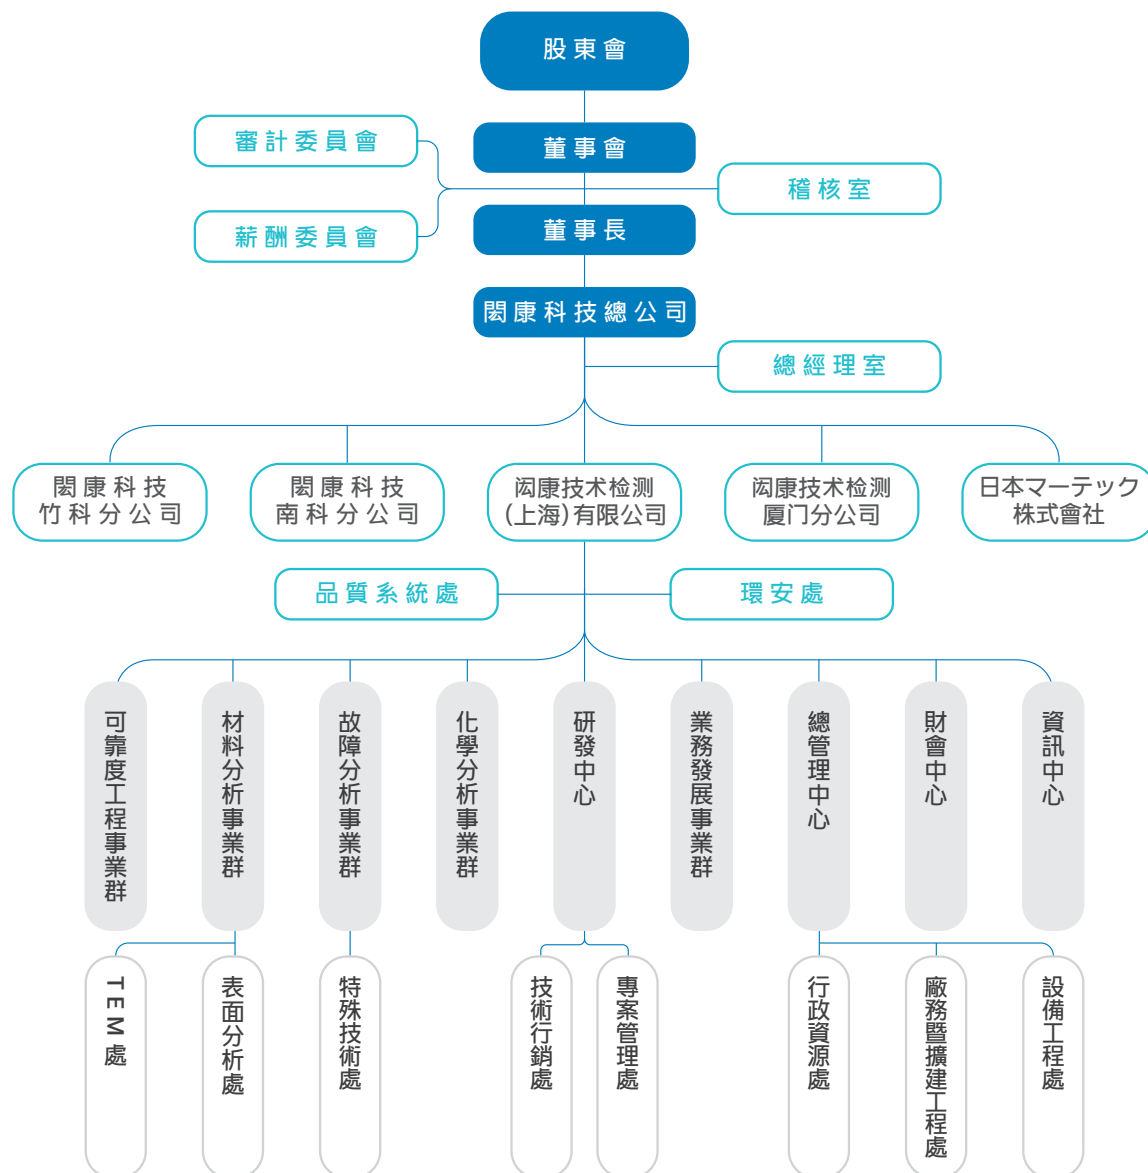 股東會
審計委員會
董事會
稽核室
薪酬委員會
董事長
閎康科技總公司
總經理室
閎康科技
竹科分公司
閎康科技
南科分公司
闳康技术检测
(上海)有限公司
闳康技术检测
厦门分公司
日本マーテック
株式會社
品質系統處
環安處
可靠度工程事業群
材料分析事業群
故障分析事業群
化學分析事業群
研發中心
業務發展事業群
總管理中心
財會中心
資訊中心
TEM處
表面分析處
特殊技術處
技術行銷處
專案管理處
行政資源處
廠務暨擴建工程處
設備工程處